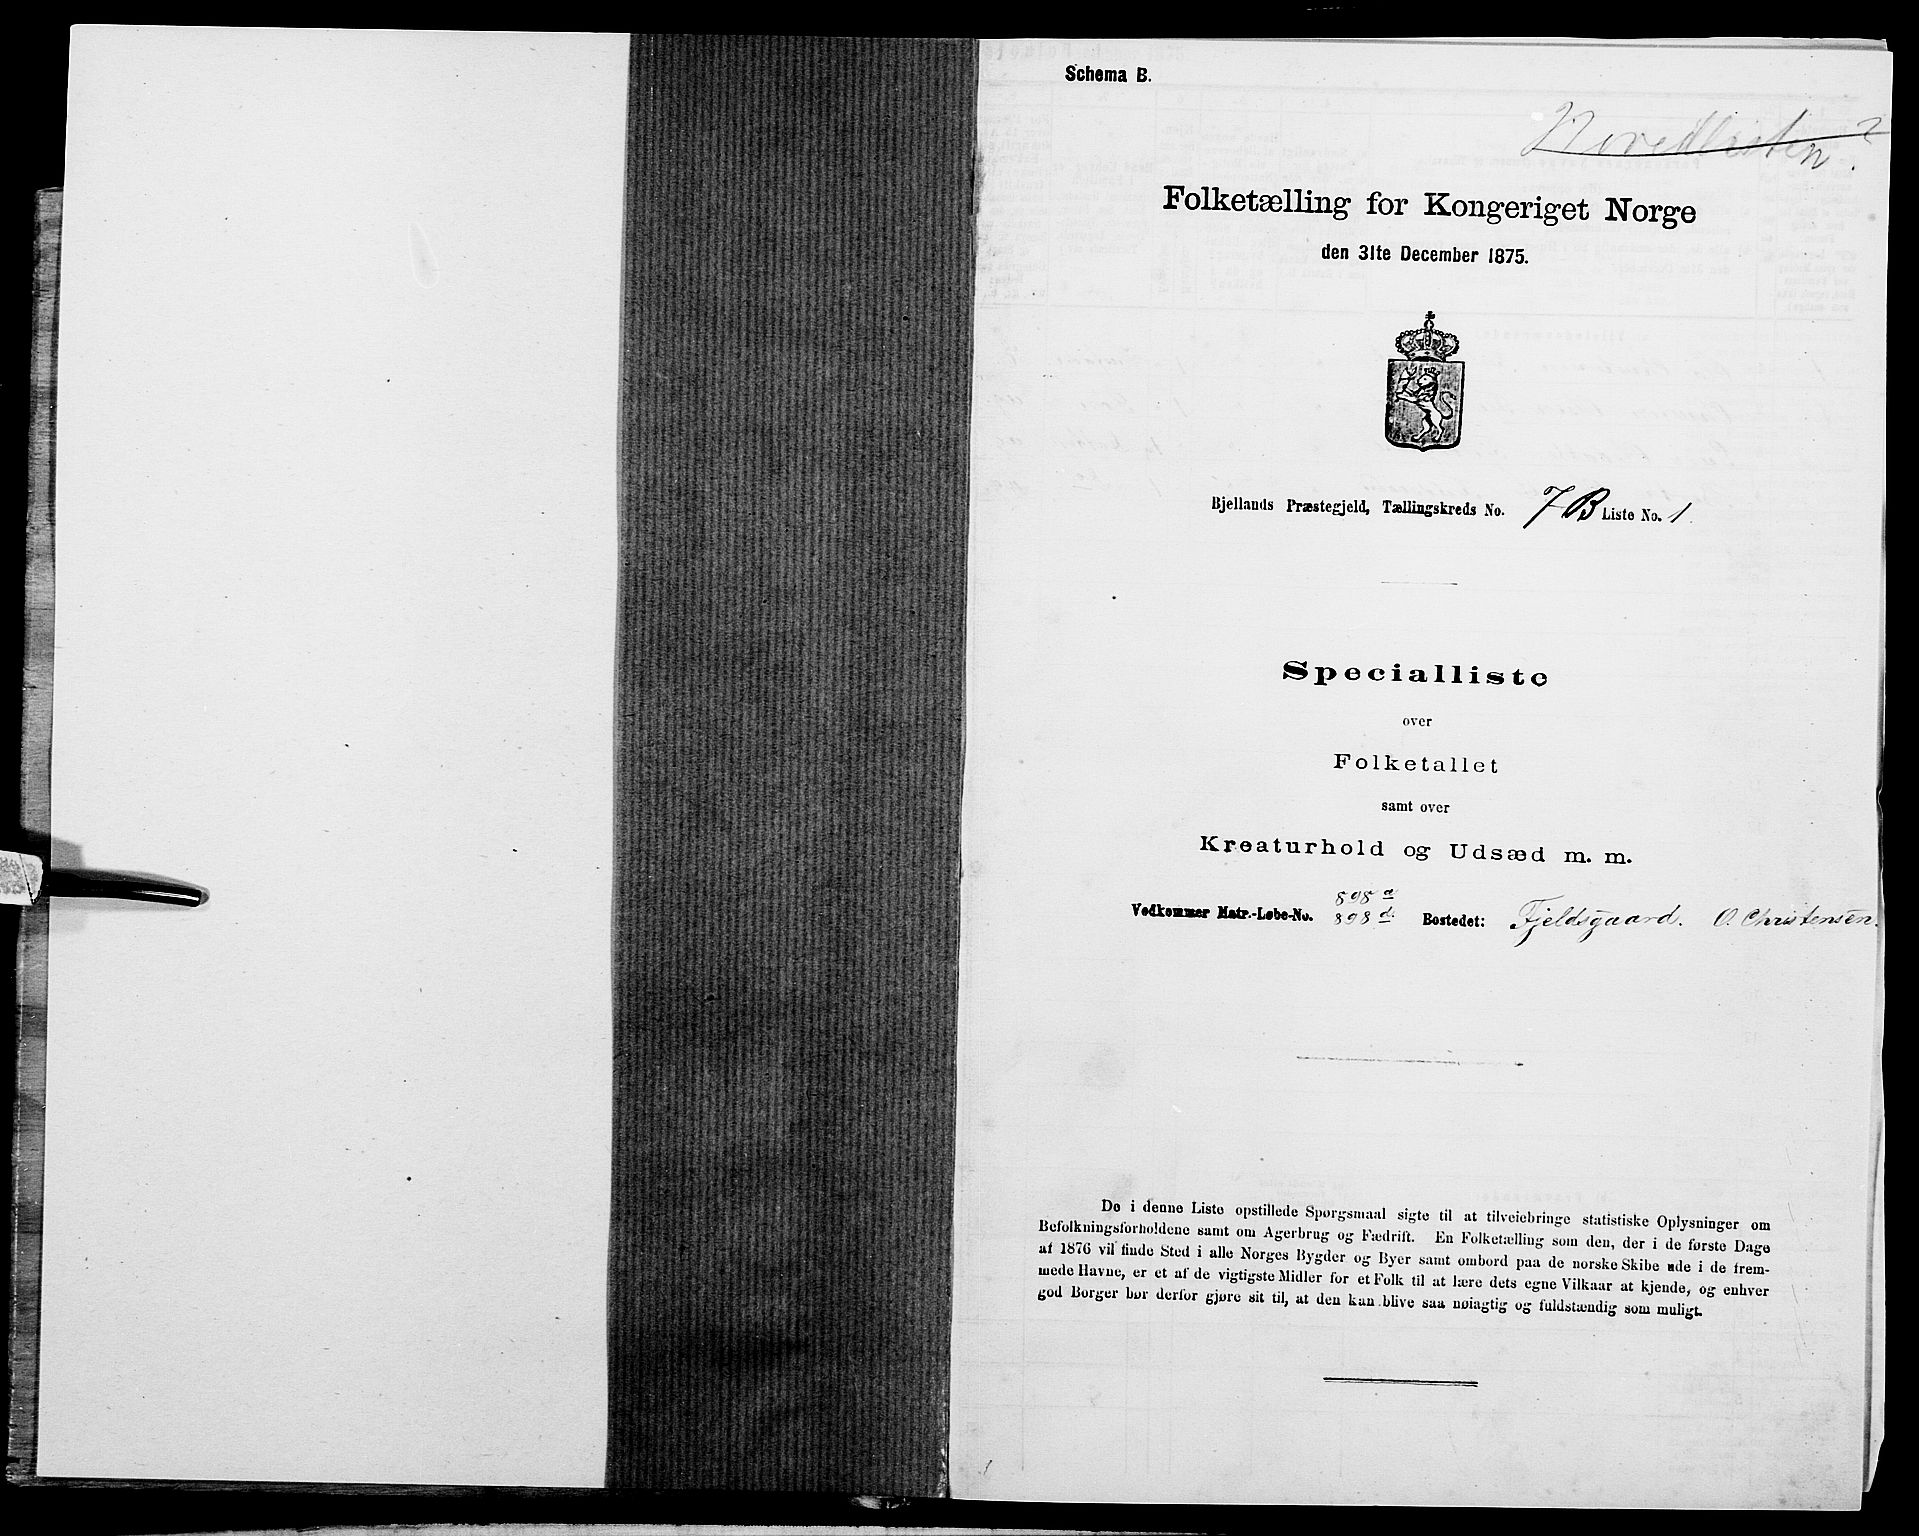 Schema B.
Hovedlisten?
Folketælling for Kongeriget Norge
den 31te December 1875.
Bjellands Præstegjeld, Tællingskreds No. 7 B Liste No. 1
Specialliste
over
Folketallet
samt over
Kreaturhold og Udsæd m. m.
898 a
Vedkommer Matr.-Løbe-No. 898 d. Bostedet: Fjeldsgaard. O. Christensen.
De i denne Liste opstillede Spørgsmaal sigte til at tilveiebringe statistiske Oplysninger om
Befolkningsforholdene samt om Agerbrug og Fædrift. En Folketælling som den, der i de første Dage
af 1876 vil finde Sted i alle Norges Bygder og Byer samt ombord paa de norske Skibe ude i de frem-
mede Havne, er et af de vigtigste Midler for et Folk til at lære dets egne Vilkaar at kjende, og enhver
god Borger bør derfor gjøre sit til, at den kan blive saa nøiagtig og fuldstændig som muligt.